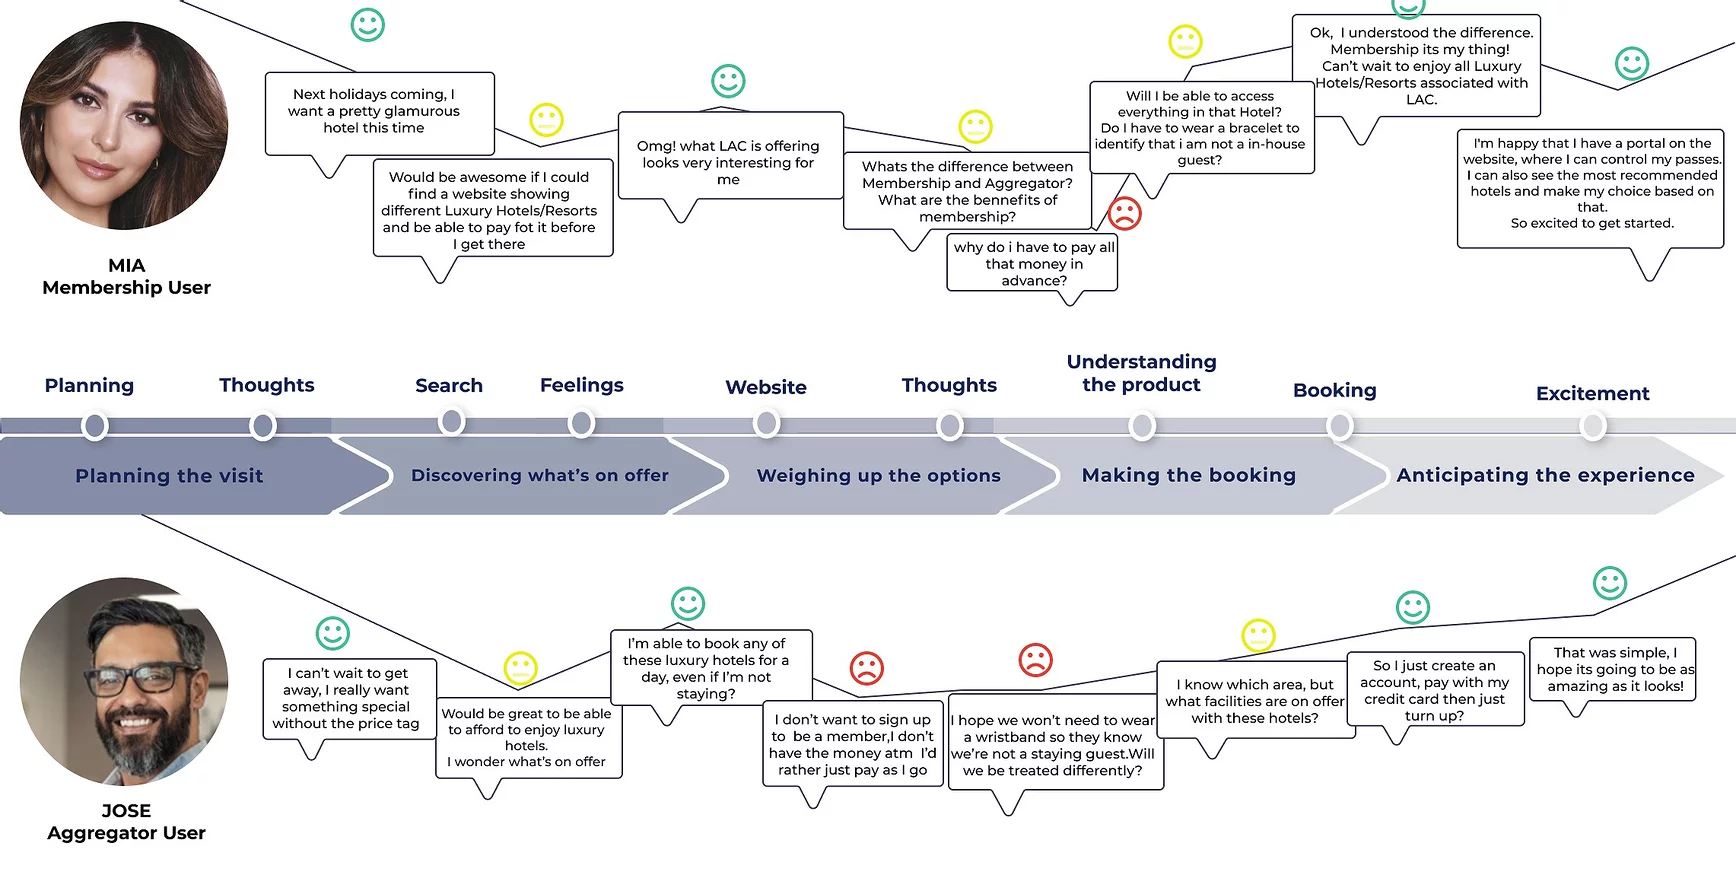 Next holidays coming, I
want a pretty glamurous
hotel this time
Would be awesome if I could
find a website showing
different Luxury Hotels/Resorts
and be able to pay fot it before
I get there
Omg! what LAC is offering
looks very interesting for
me
Whats the difference between
Membership and Aggregator?
What are the bennefits of
membership?
why do i have to pay all
that money in
advance?
Will I be able to access
everything in that Hotel?
Do I have to wear a bracelet to
identify that i am not a in-house
guest?
Ok, I understood the difference.
Membership its my thing!
Can't wait to enjoy all Luxury
Hotels/Resorts associated with
LAC.
I'm happy that I have a portal on the
website, where I can control my passes.
I can also see the most recommended
hotels and make my choice based on
that.
So excited to get started.
MIA
Membership User
Planning
Thoughts
Search
Feelings
Website
Thoughts
Understanding
the product
Booking
Excitement
Planning the visit
Discovering what's on offer
Weighing up the options
Making the booking
Anticipating the experience
I can't wait to get
away, I really want
something special
without the price tag
Would be great to be able
to afford to enjoy luxury
hotels.
I wonder what's on offer
I'm able to book any of
these luxury hotels for a
day, even if I'm not
staying?
I don't want to sign up
to be a member,I don't
have the money atm I'd
rather just pay as I go
I hope we won't need to wear
a wristband so they know
we're not a staying guest.Will
we be treated differently?
I know which area, but
what facilities are on offer
with these hotels?
So I just create an
account, pay with my
credit card then just
turn up?
That was simple, I
hope its going to be as
amazing as it looks!
JOSE
Aggregator User